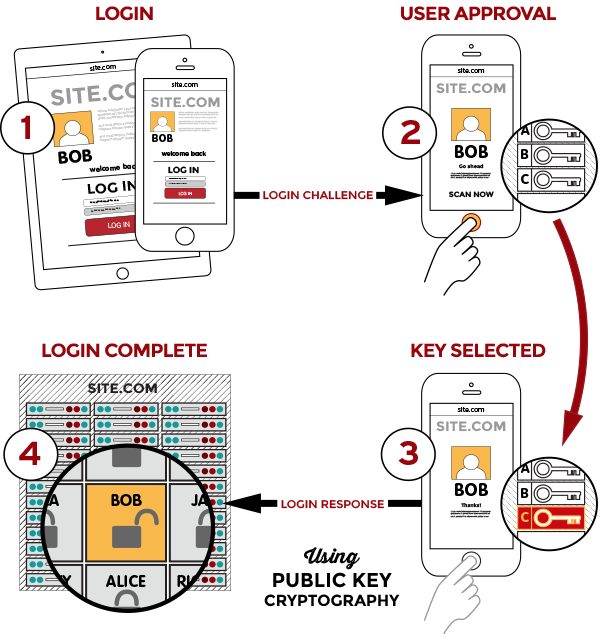 LOGIN
site.com
SITE.C
BOB
welcome back
LOG IN
LOG IN
site.com
SITE.COM
BOB
welcome back
LOG IN
LOG IN
1
LOGIN CHALLENGE
USER APPROVAL
site.com
SITE.COM
BOB
Go ahead
SCAN NOW
2
A
B
C
LOGIN COMPLETE
SITE.COM
4
A
BOB
JA
Y
ALICE
RI
LOGIN RESPONSE
KEY SELECTED
site.com
SITE.COM
BOB
Thanks!
3
A
B
C
Using
PUBLIC KEY
CRYPTOGRAPHY